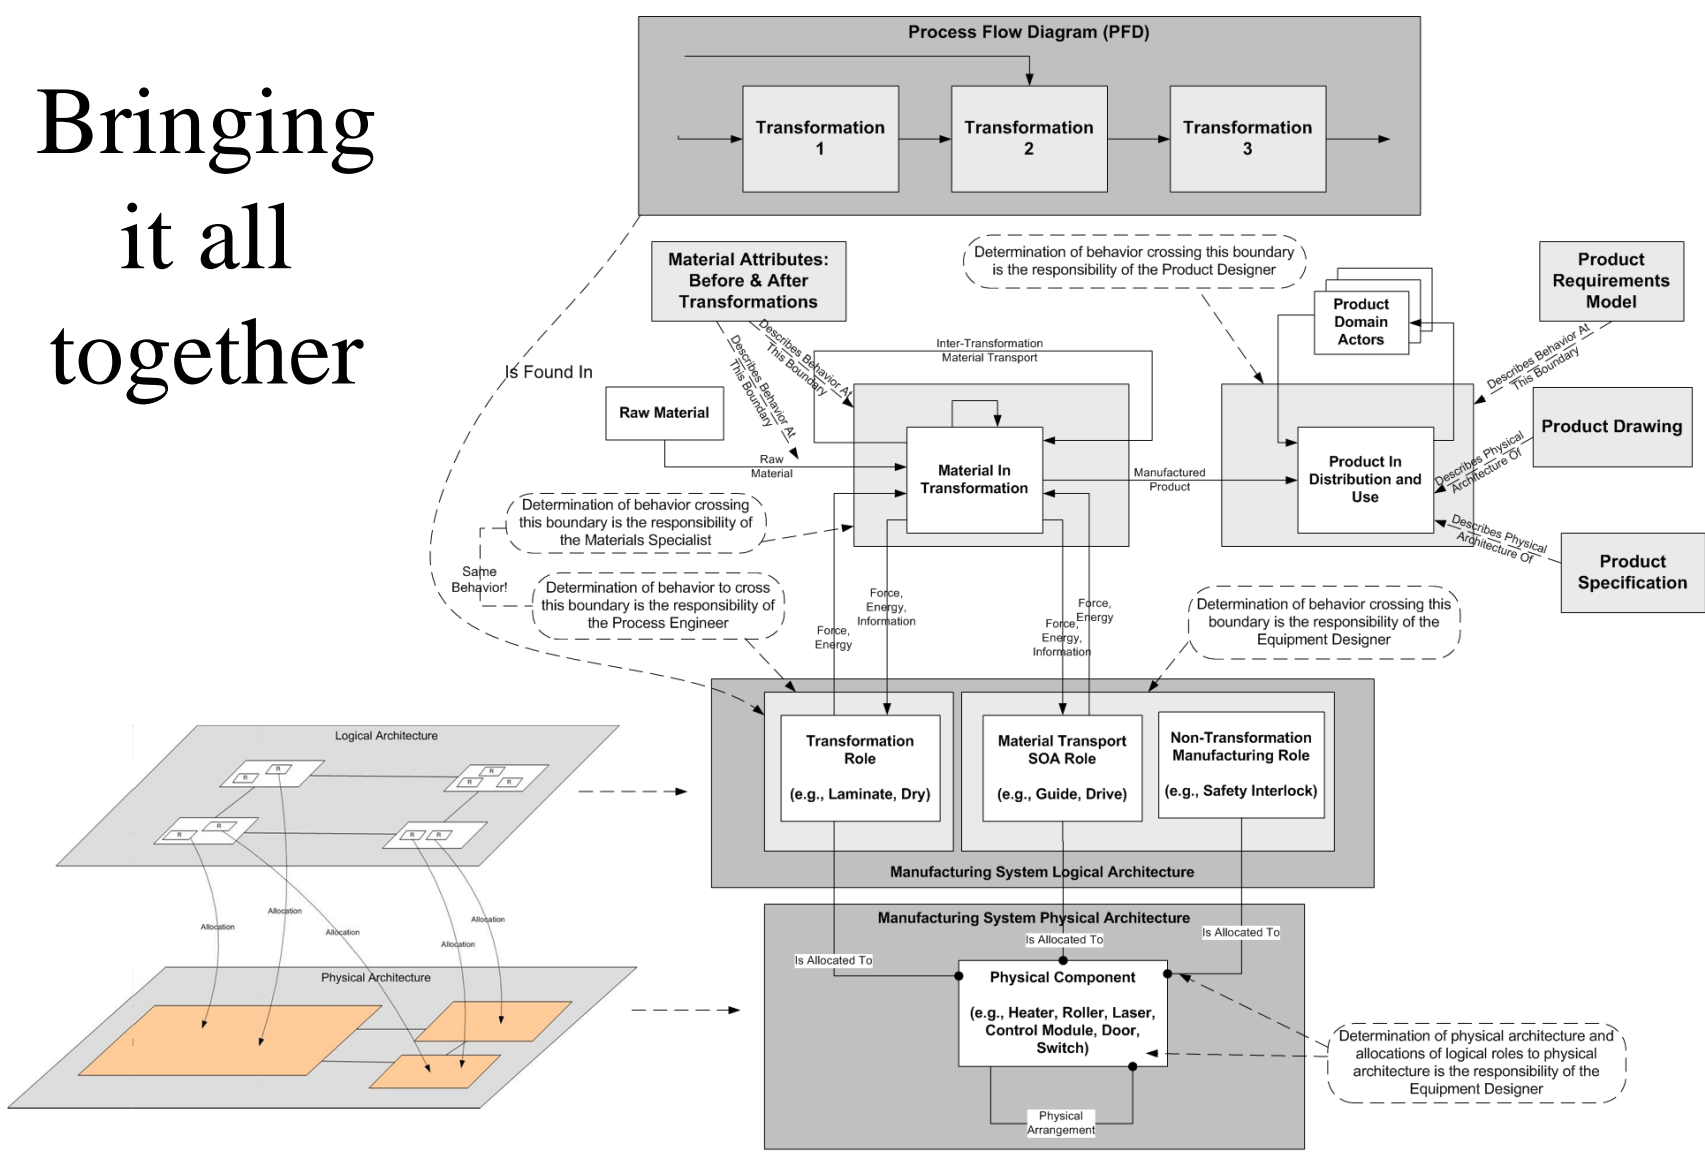 Bringing
it all
together
Process Flow Diagram (PFD)
Transformation
1
Transformation
2
Transformation
3
Material Attributes:
Before & After
Transformations
Determination of behavior crossing this boundary
is the responsibility of the Product Designer
Product
Requirements
Model
Product
Domain
Actors
Describes Behavior At
This Boundary
Describes Behavior At
This Boundary
Describes Behavior At
This Boundary
Inter-Transformation
Material Transport
Is Found In
Raw Material
Raw
Material
Material In
Transformation
Manufactured
Product
Product In
Distribution and
Use
Product Drawing
Describes Physical
Architecture Of
Describes Physical
Architecture Of
Product
Specification
Determination of behavior crossing
this boundary is the responsibility of
the Materials Specialist
Same
Behavior!
Determination of behavior to cross
this boundary is the responsibility of
the Process Engineer
Force,
Energy
Force,
Energy,
Information
Force,
Energy,
Information
Force,
Energy
Determination of behavior crossing this
boundary is the responsibility of the
Equipment Designer
Transformation
Role
(e.g., Laminate, Dry)
Material Transport
SOA Role
(e.g., Guide, Drive)
Non-Transformation
Manufacturing Role
(e.g., Safety Interlock)
Manufacturing System Logical Architecture
Logical Architecture
R
R
R
R
R
R
R
R
R
Allocation
Allocation
Allocation
Allocation
Allocation
Physical Architecture
Manufacturing System Physical Architecture
Is Allocated To
Is Allocated To
Is Allocated To
Physical Component
(e.g., Heater, Roller, Laser,
Control Module, Door,
Switch)
Physical
Arrangement
Determination of physical architecture and
allocations of logical roles to physical
architecture is the responsibility of the
Equipment Designer